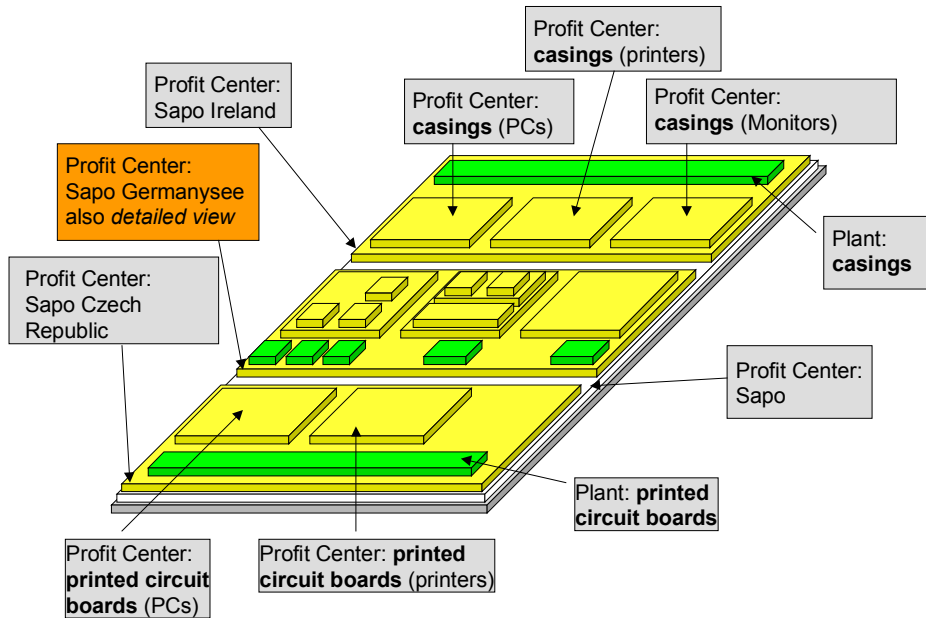 Profit Center:
casings (printers)
Profit Center:
Sapo Ireland
Profit Center:
casings (PCs)
Profit Center:
casings (Monitors)
Profit Center:
Sapo Germanysee
also detailed view
Plant:
casings
Profit Center:
Sapo Czech
Republic
Profit Center:
Sapo
Plant: printed
circuit boards
Profit Center:
printed circuit
boards (PCs)
Profit Center: printed
circuit boards (printers)